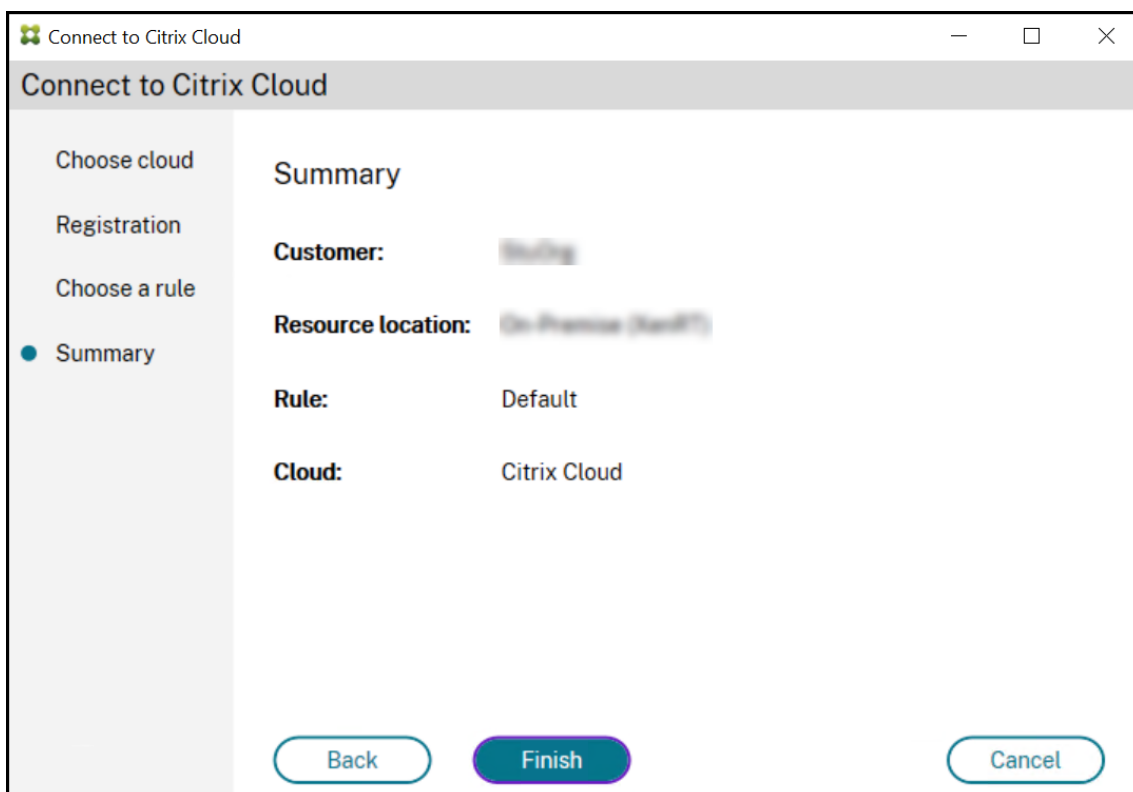 Connect to Citrix Cloud
Connect to Citrix Cloud
Choose cloud
Registration
Choose a rule
Summary
Summary
Customer:
Resource location:
Rule: Default
Cloud: Citrix Cloud
Back Finish Cancel